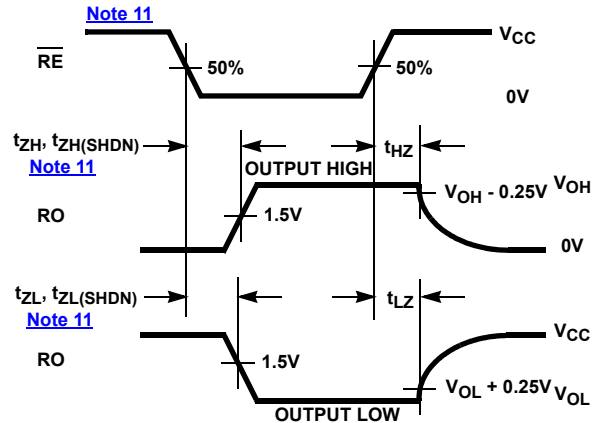 Note 11
RE
50%
50%
VCC
0V
tZH, tZH(SHDN)
Note 11
tHZ
OUTPUT HIGH
VOH - 0.25V VOH
RO
1.5V
0V
tZL, tZL(SHDN)
Note 11
tLZ
RO
1.5V
VCC
VOL + 0.25V VOL
OUTPUT LOW